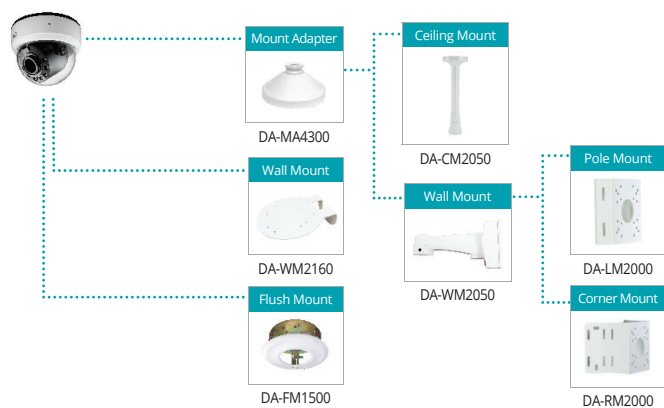 Mount Adapter
DA-MA4300
Ceiling Mount
DA-CM2050
Wall Mount
DA-WM2160
Wall Mount
DA-WM2050
Pole Mount
DA-LM2000
Flush Mount
DA-FM1500
Corner Mount
DA-RM2000